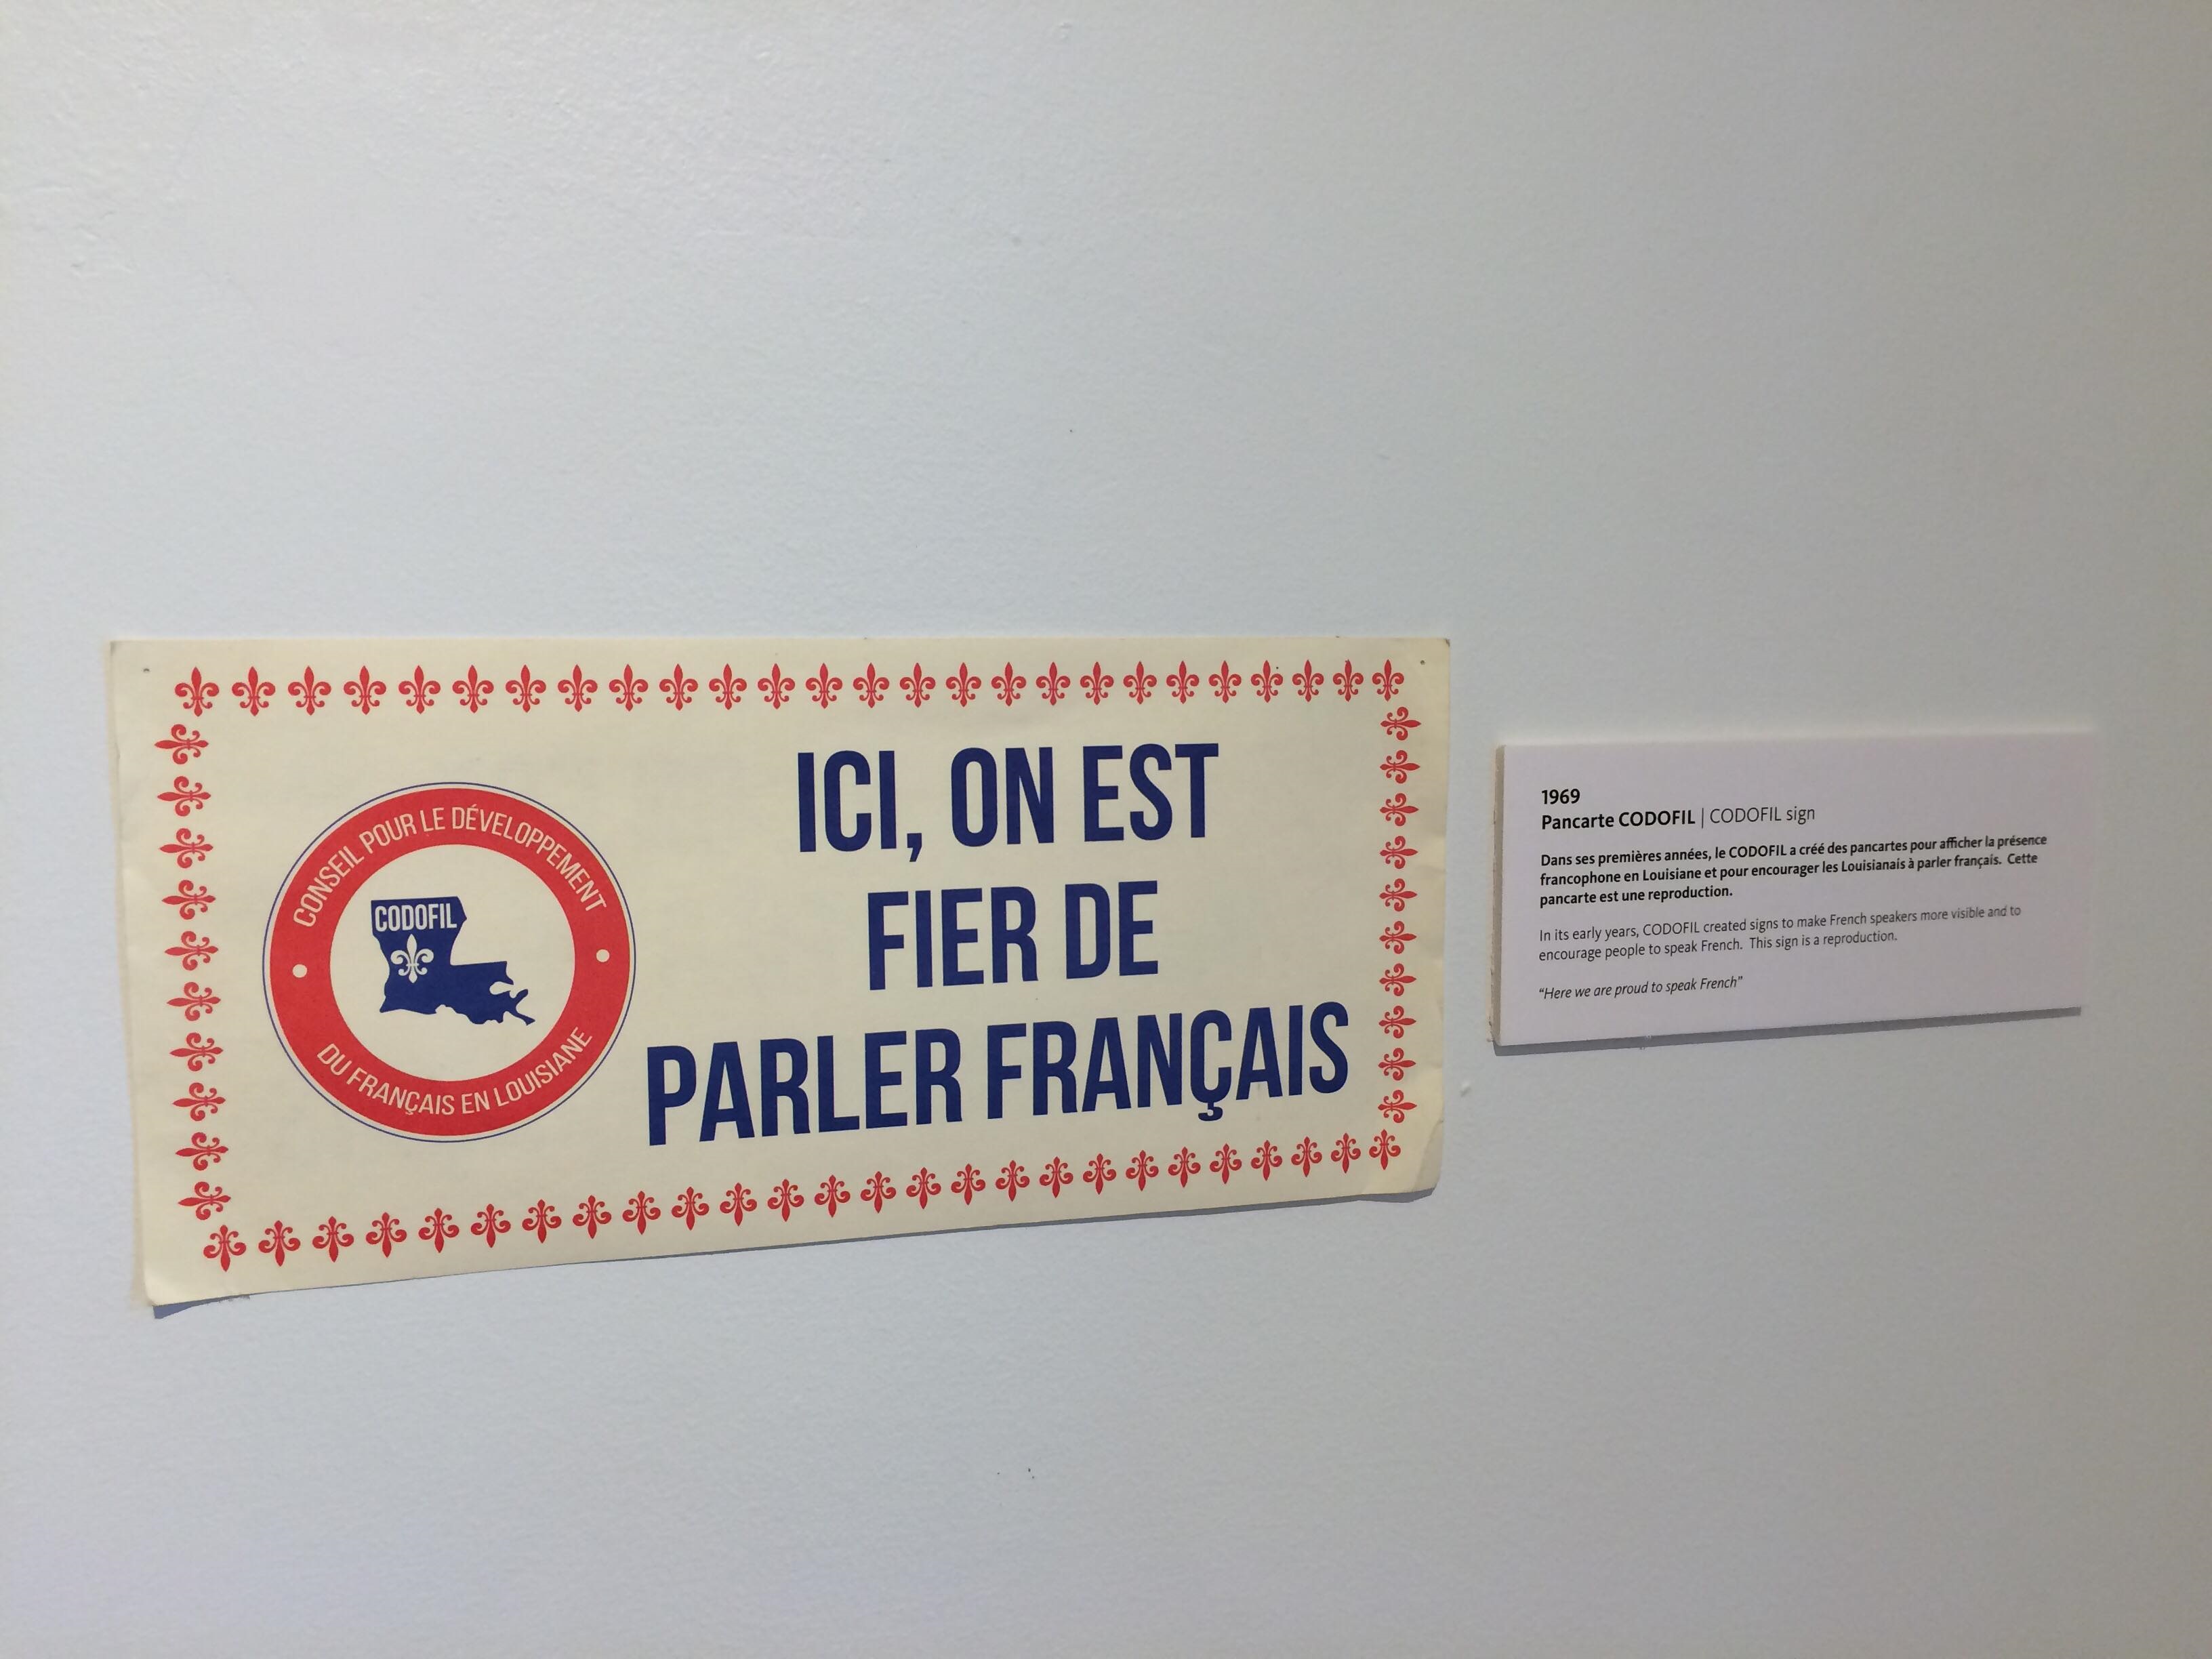 CONSEIL POUR LE DÉVELOPPEMENT
CODOFIL
DU FRANÇAIS EN LOUISIANE
ICI, ON EST
FIER DE
PARLER FRANÇAIS
1969
Pancarte CODOFIL | CODOFIL sign
Dans ses premières années, le CODOFIL a créé des pancartes pour afficher la présence
francophone en Louisiane et pour encourager les Louisianais à parler français. Cette
pancarte est une reproduction.
In its early years, CODOFIL created signs to make French speakers more visible and to
encourage people to speak French. This sign is a reproduction.
"Here we are proud to speak French"